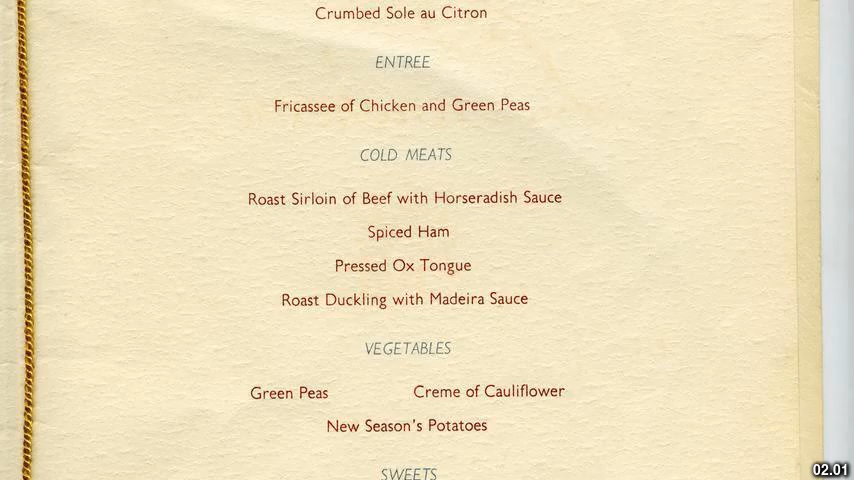 Crumbed Sole au Citron
ENTREE
Fricassee of Chicken and Green Peas
COLD MEATS
Roast Sirloin of Beef with Horseradish Sauce
Spiced Ham
Pressed Ox Tongue
Roast Duckling with Madeira Sauce
VEGETABLES
Green Peas Creme of Cauliflower
New Season's Potatoes
SWEETS
02.01